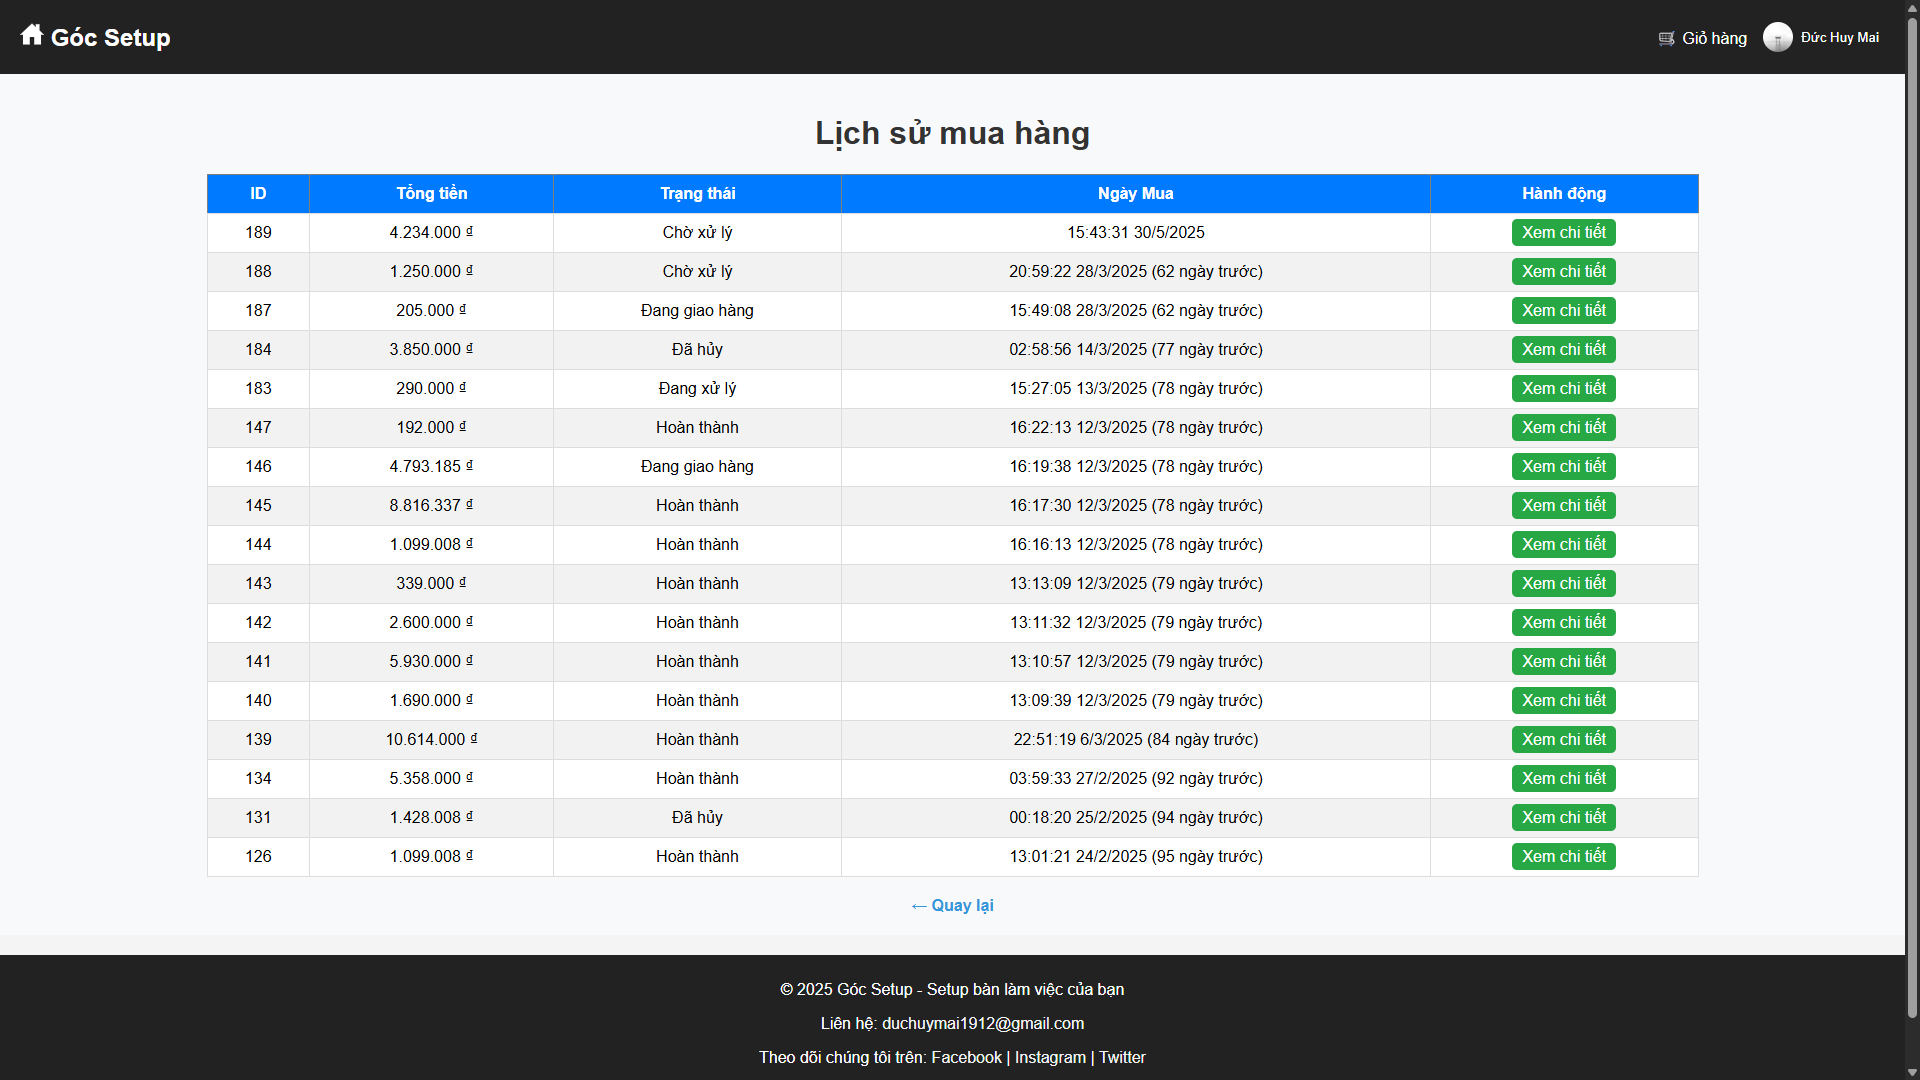 Góc Setup
Giỏ hàng
Đức Huy Mai
Lịch sử mua hàng
ID Tổng tiền Trạng thái Ngày Mua Hành động
189 4.234.000 ₫ Chờ xử lý 15:43:31 30/5/2025 Xem chi tiết
188 1.250.000 ₫ Chờ xử lý 20:59:22 28/3/2025 (62 ngày trước) Xem chi tiết
187 205.000 ₫ Đang giao hàng 15:49:08 28/3/2025 (62 ngày trước) Xem chi tiết
184 3.850.000 ₫ Đã hủy 02:58:56 14/3/2025 (77 ngày trước) Xem chi tiết
183 290.000 ₫ Đang xử lý 15:27:05 13/3/2025 (78 ngày trước) Xem chi tiết
147 192.000 ₫ Hoàn thành 16:22:13 12/3/2025 (78 ngày trước) Xem chi tiết
146 4.793.185 ₫ Đang giao hàng 16:19:38 12/3/2025 (78 ngày trước) Xem chi tiết
145 8.816.337 ₫ Hoàn thành 16:17:30 12/3/2025 (78 ngày trước) Xem chi tiết
144 1.099.008 ₫ Hoàn thành 16:16:13 12/3/2025 (78 ngày trước) Xem chi tiết
143 339.000 ₫ Hoàn thành 13:13:09 12/3/2025 (79 ngày trước) Xem chi tiết
142 2.600.000 ₫ Hoàn thành 13:11:32 12/3/2025 (79 ngày trước) Xem chi tiết
141 5.930.000 ₫ Hoàn thành 13:10:57 12/3/2025 (79 ngày trước) Xem chi tiết
140 1.690.000 ₫ Hoàn thành 13:09:39 12/3/2025 (79 ngày trước) Xem chi tiết
139 10.614.000 ₫ Hoàn thành 22:51:19 6/3/2025 (84 ngày trước) Xem chi tiết
134 5.358.000 ₫ Hoàn thành 03:59:33 27/2/2025 (92 ngày trước) Xem chi tiết
131 1.428.008 ₫ Đã hủy 00:18:20 25/2/2025 (94 ngày trước) Xem chi tiết
126 1.099.008 ₫ Hoàn thành 13:01:21 24/2/2025 (95 ngày trước) Xem chi tiết
← Quay lại
© 2025 Góc Setup - Setup bàn làm việc của bạn
Liên hệ: duchuymai1912@gmail.com
Theo dõi chúng tôi trên: Facebook | Instagram | Twitter